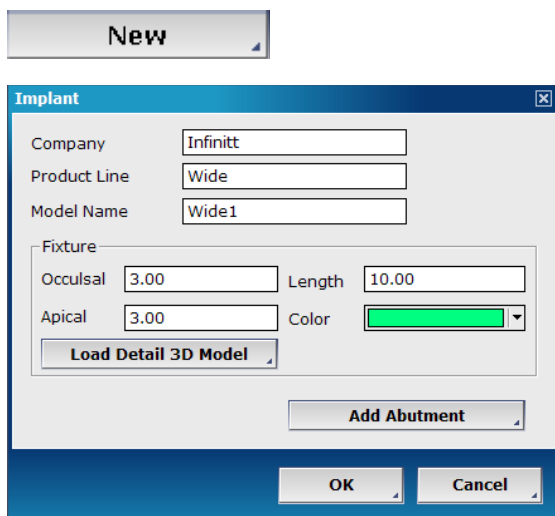 New
Implant
Company Infinitt
Product Line Wide
Model Name Wide1
Fixture
Occulsal 3.00 Length 10.00
Apical 3.00 Color
Load Detail 3D Model
Add Abutment
OK Cancel